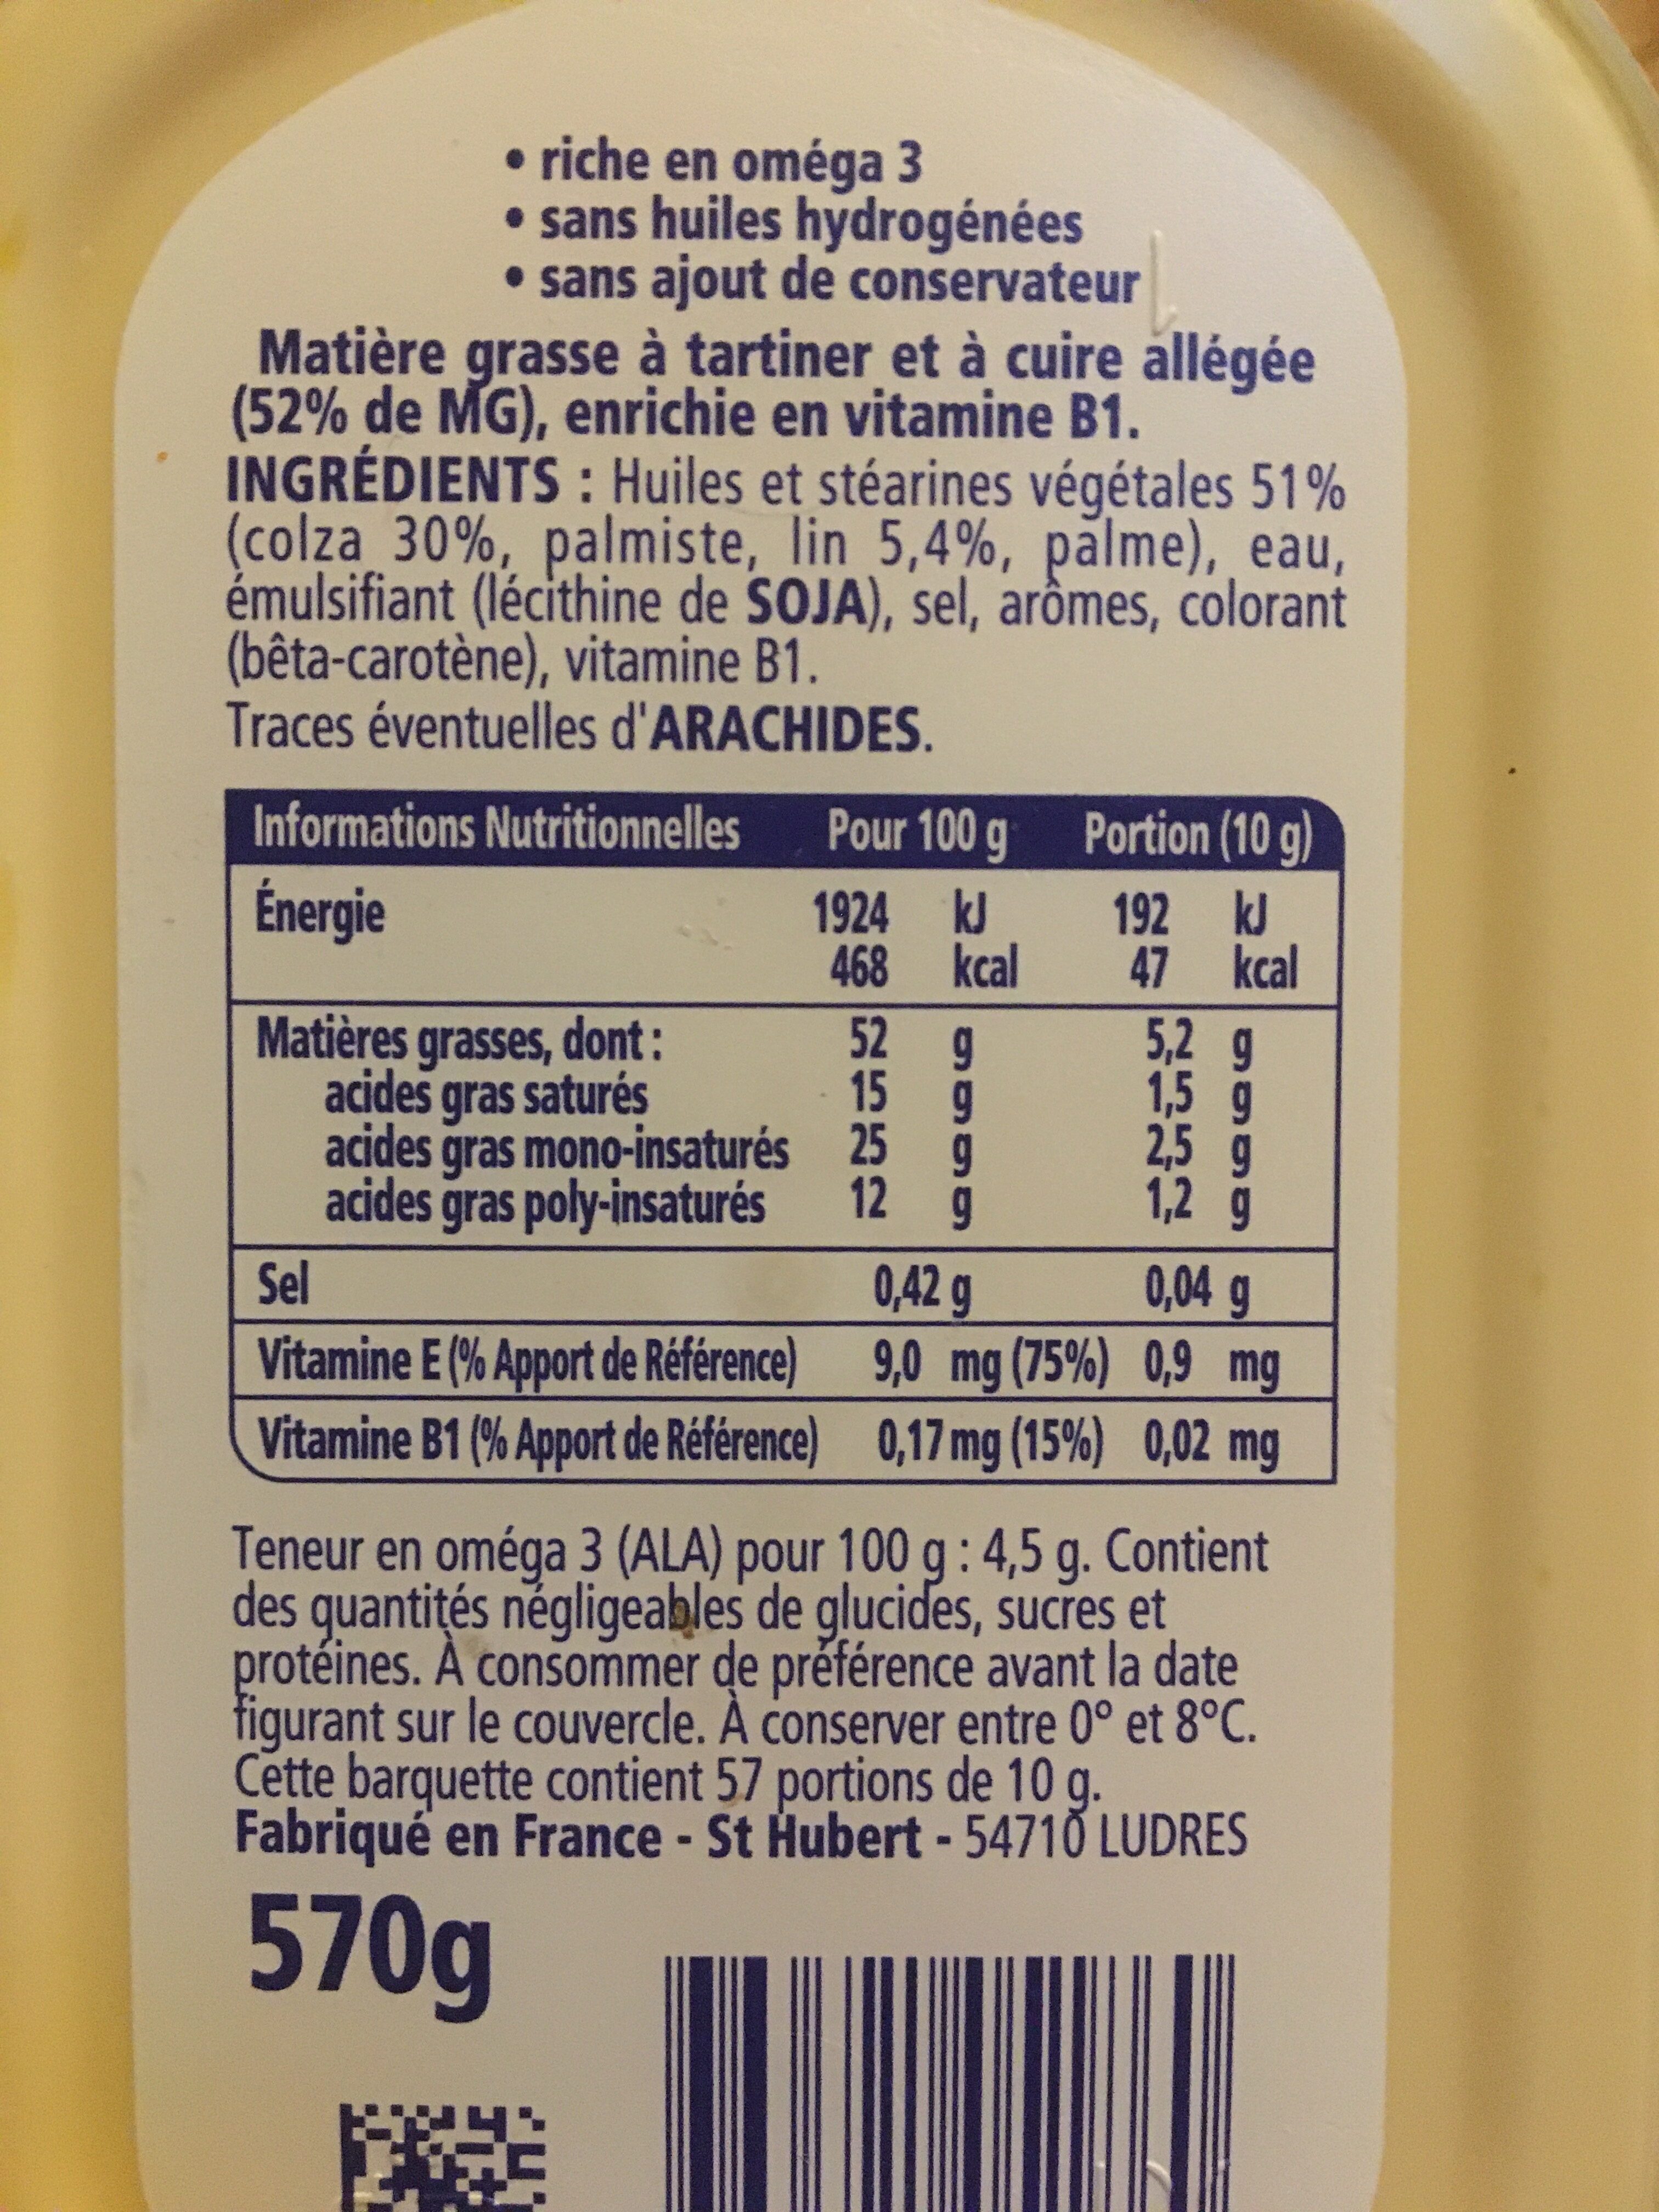 • riche en oméga 3
• sans huiles hydrogénées
• sans ajout de conservateur
Matière grasse à tartiner et à cuire allégée
(52% de MG), enrichie en vitamine B1.
INGRÉDIENTS : Huiles et stéarines végétales 51%
(colza 30%, palmiste, lin 5,4%, palme), eau,
émulsifiant (lécithine de SOJA), sel, arômes, colorant
(bêta-carotène), vitamine B1.
Traces éventuelles d'ARACHIDES.
Informations Nutritionnelles Pour 100 g Portion (10 g)
Énergie 1924 kJ 192 kJ
468 kcal 47 kcal
Matières grasses, dont : 52 g 5,2 g
acides gras saturés 15 g 1,5 g
acides gras mono-insaturés 25 g 2,5 g
acides gras poly-insaturés 12 g 1,2 g
Sel 0,42 g 0,04 g
Vitamine E (% Apport de Référence) 9,0 mg (75%) 0,9 mg
Vitamine B1 (% Apport de Référence) 0,17 mg (15%) 0,02 mg
Teneur en oméga 3 (ALA) pour 100 g : 4,5 g. Contient
des quantités négligeables de glucides, sucres et
protéines. À consommer de préférence avant la date
figurant sur le couvercle. À conserver entre 0° et 8°C.
Cette barquette contient 57 portions de 10 g.
Fabriqué en France - St Hubert - 54710 LUDRES
570g